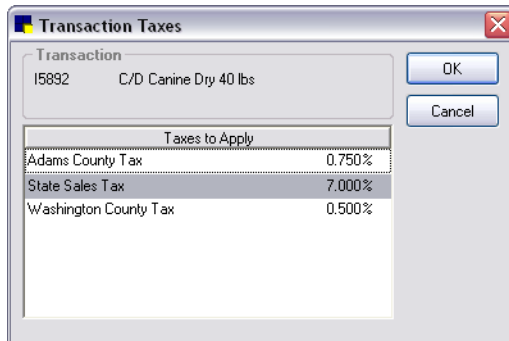 Transaction Taxes
Transaction
I5892 C/D Canine Dry 40 lbs
OK
Cancel
Taxes to Apply
Adams County Tax 0.750%
State Sales Tax 7.000%
Washington County Tax 0.500%